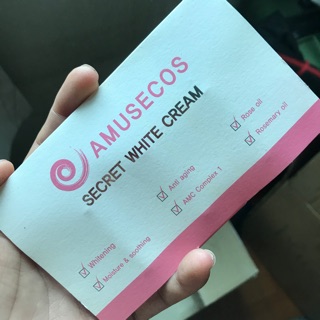 AMUSECOS
SECRET WHITE CREAM
Whitening
Moisture & soothing
Anti aging
AMC Complex 1
Rose oil
Rosemary oil